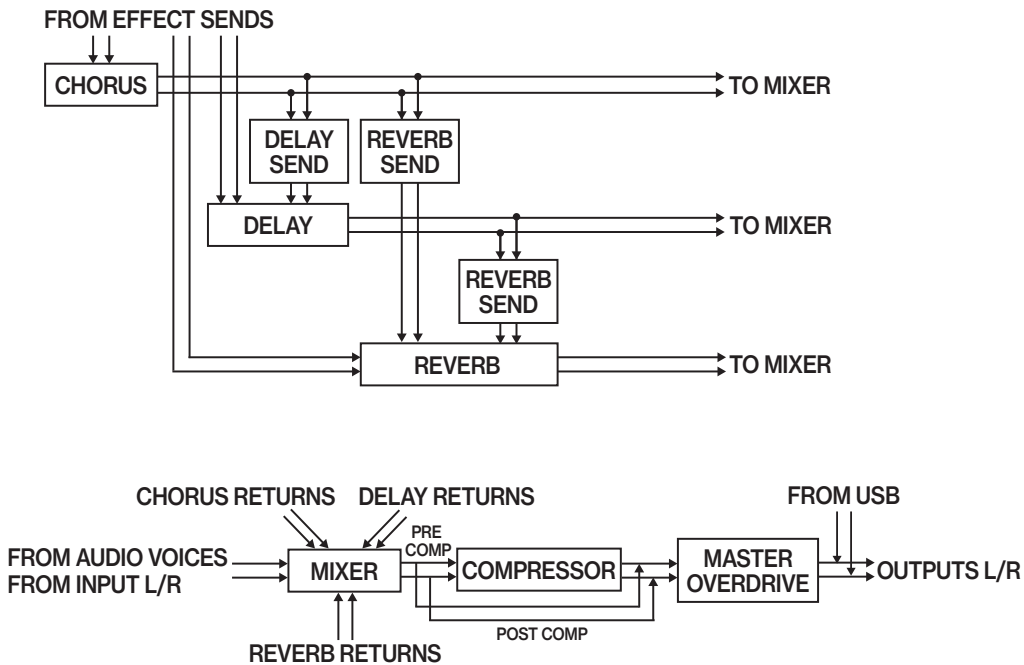 FROM EFFECT SENDS
CHORUS
TO MIXER
DELAY
SEND
REVERB
SEND
DELAY
TO MIXER
REVERB
SEND
REVERB
TO MIXER
CHORUS RETURNS
DELAY RETURNS
FROM USB
PRE
COMP
FROM AUDIO VOICES
FROM INPUT L/R
MIXER
COMPRESSOR
MASTER
OVERDRIVE
OUTPUTS L/R
POST COMP
REVERB RETURNS